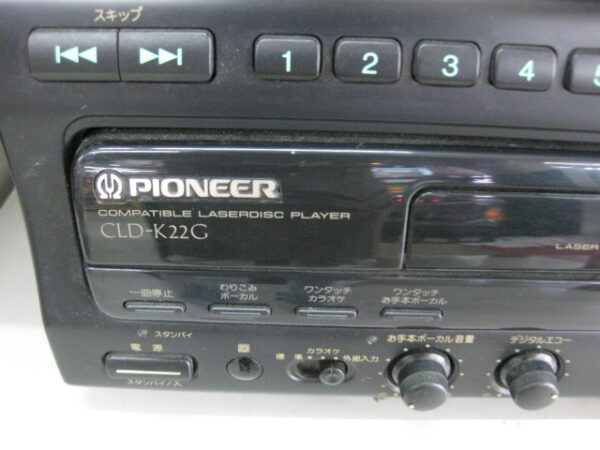 スキップ
1 2 3 4 5
PIONEER
COMPATIBLE LASERDISC PLAYER
CLD-K22G
LASER
一曲停止
わりこみ
ボーカル
ワンタッチ
カラオケ
ワンタッチ
お手本ボーカル
スタンバイ
電源
スタンバイ/入
カラオケ
標準
外部入力
お手本ボーカル音量
デジタルエコー